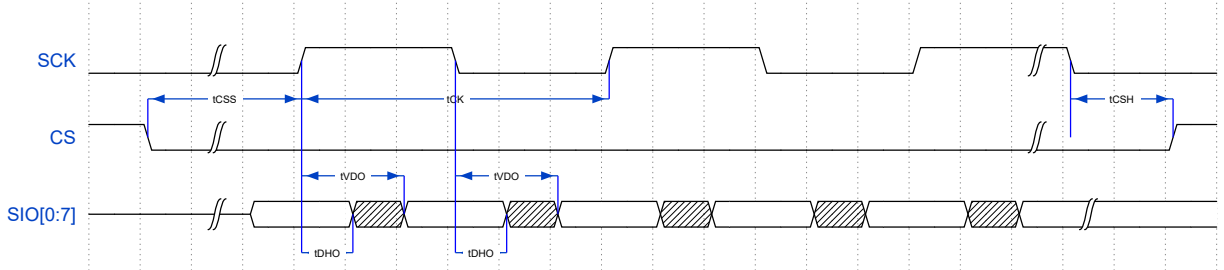 SCK
tCSS
tCK
tCSH
CS
tVDO
tVDO
SIO[0:7]
tDHO
tDHO